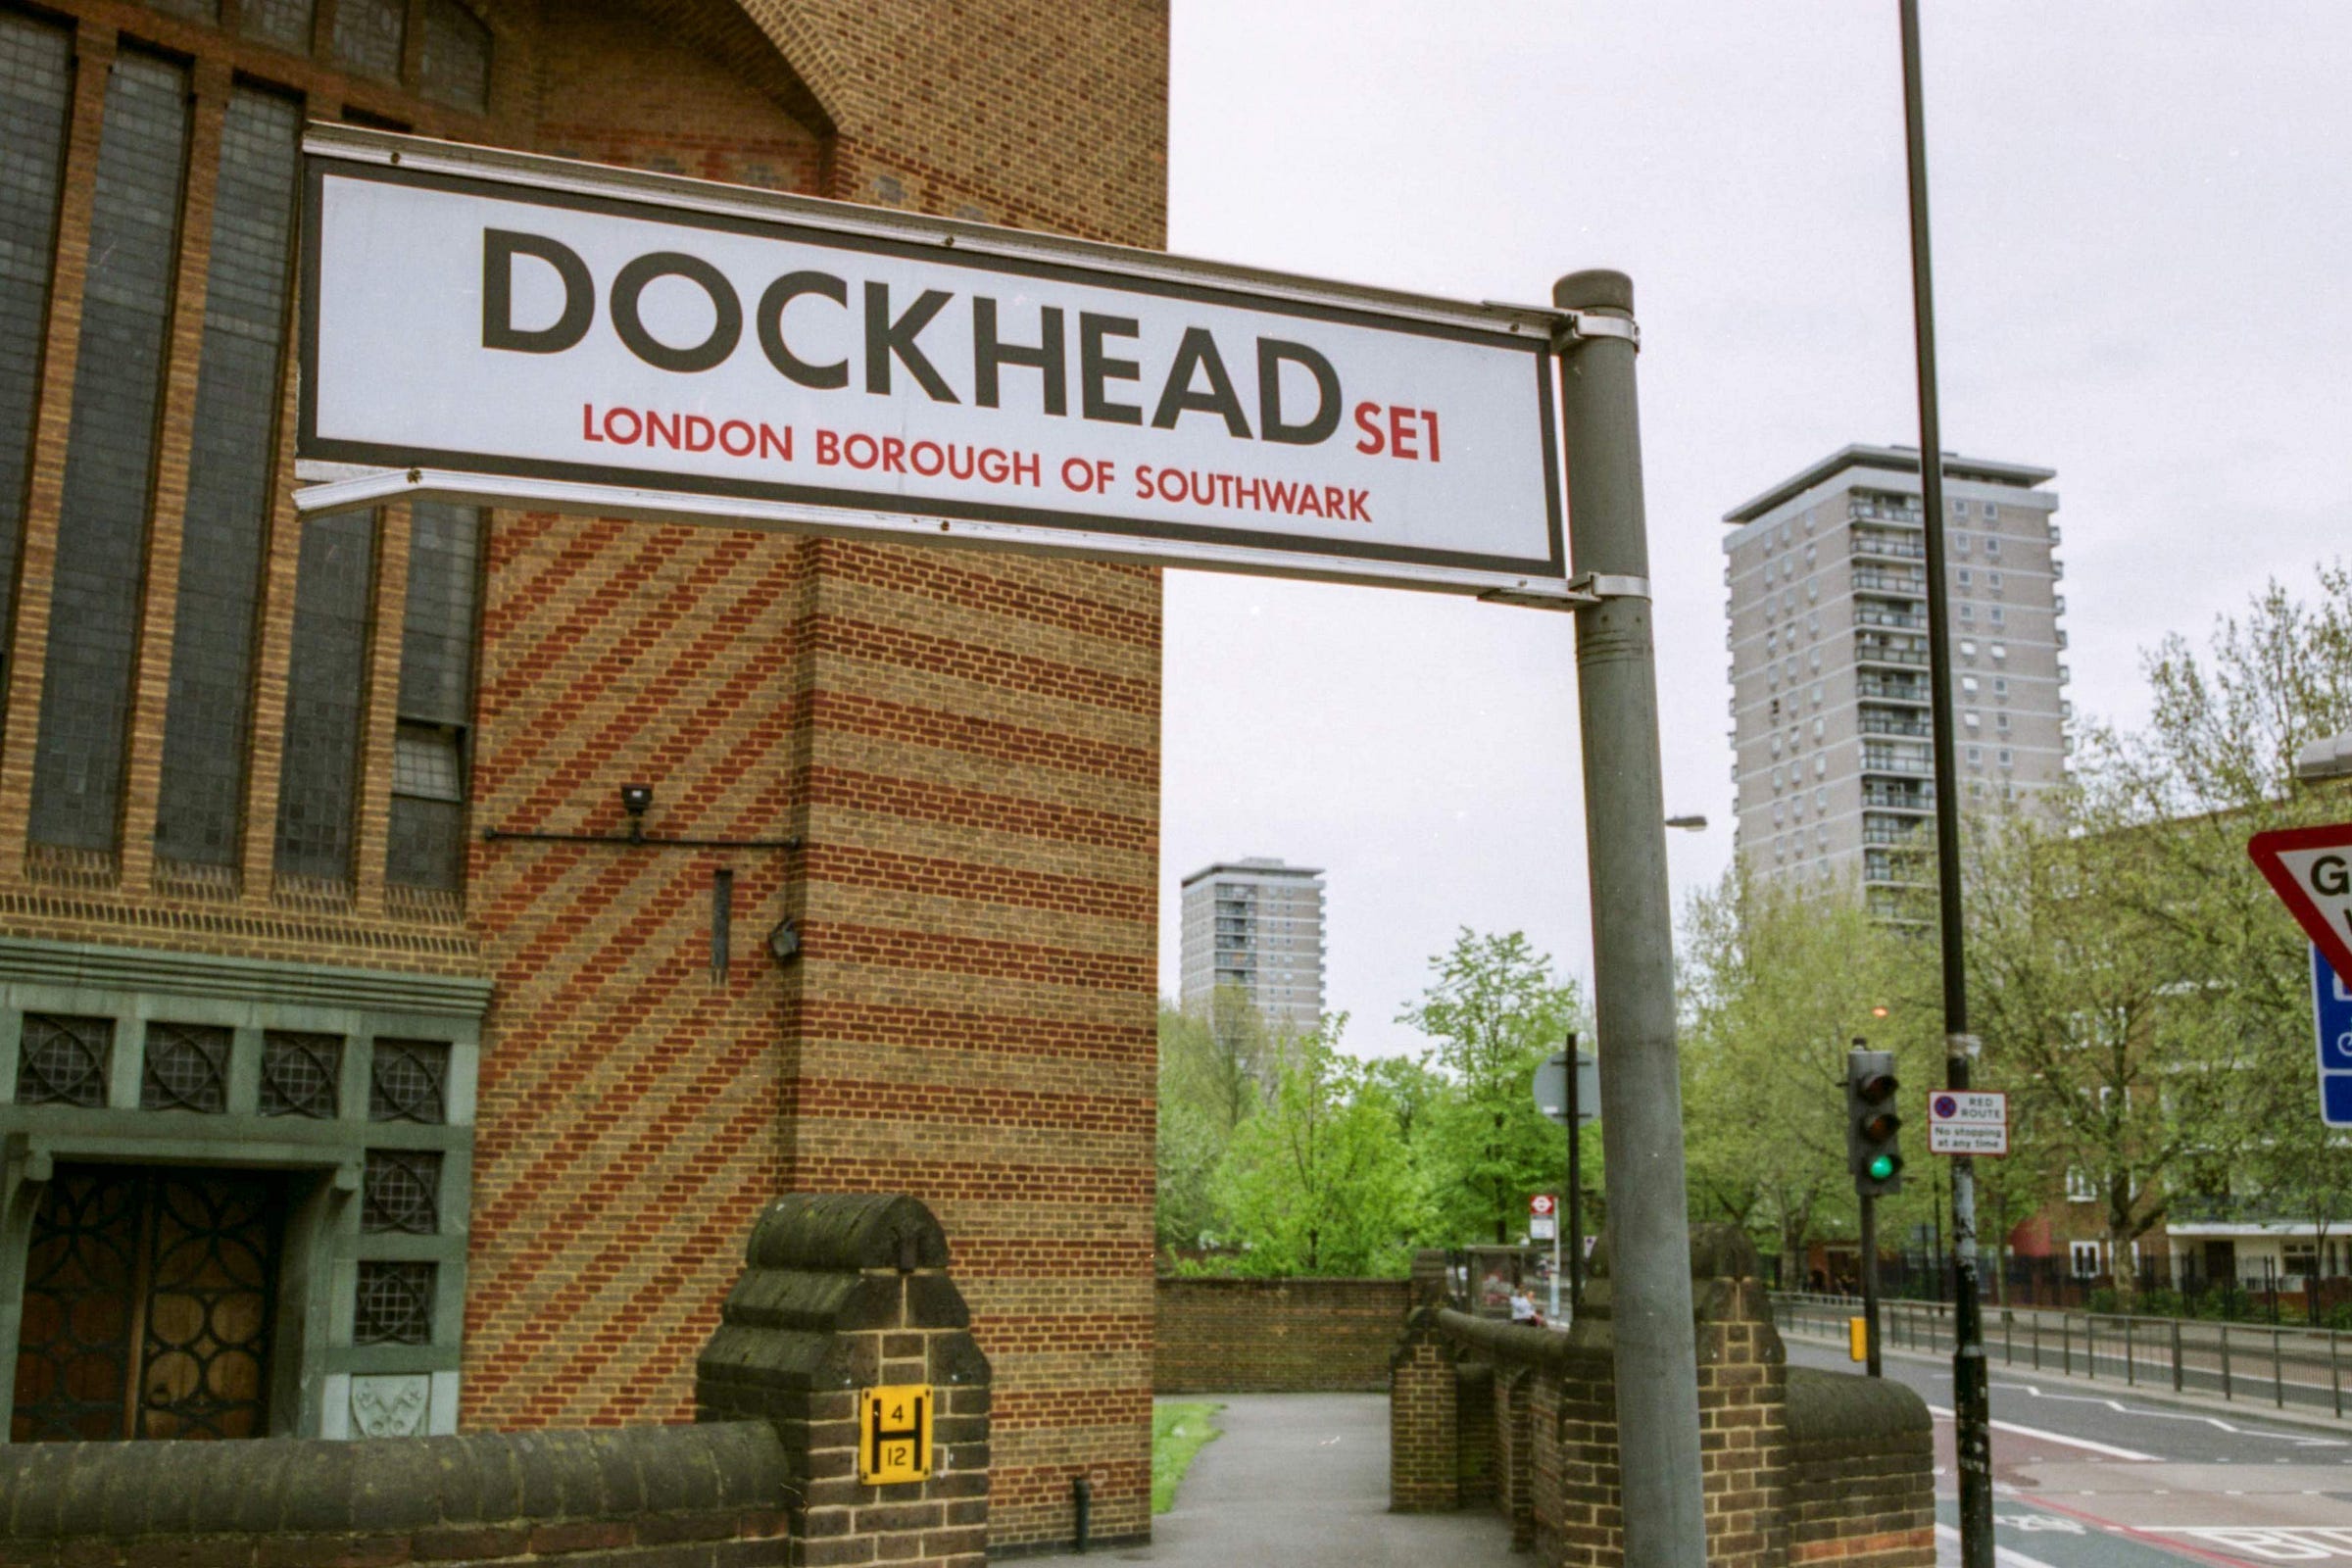 DOCKHEAD SE1
LONDON BOROUGH OF SOUTHWARK
RED
ROUTE
No stopping
at any time
4
H
12
G